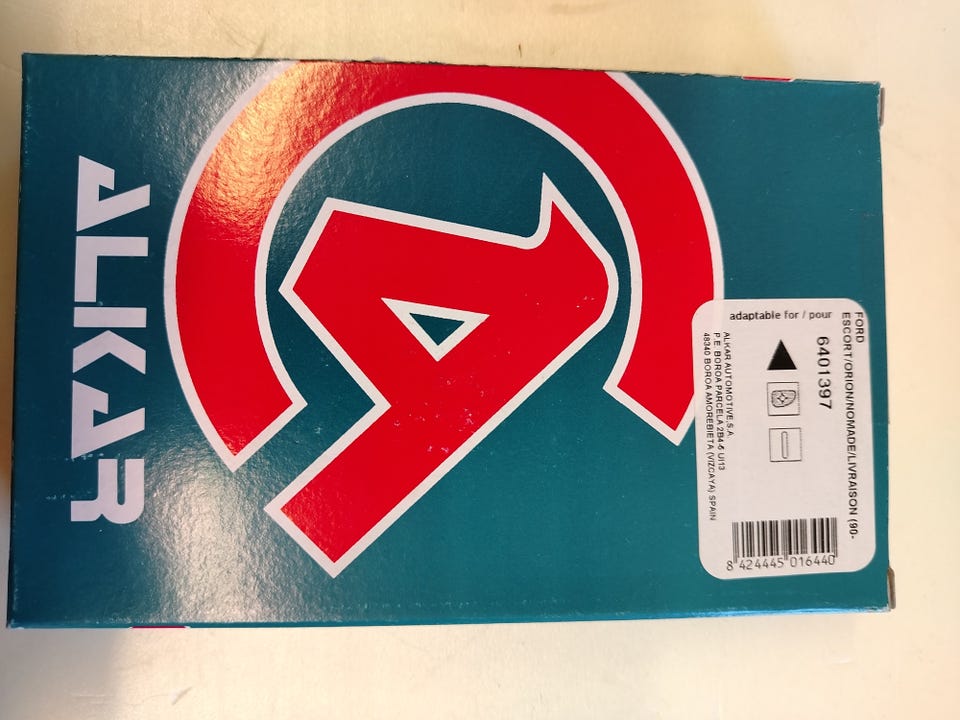 ALKAR
FORD
ESCORT/ORION/NOMADE/LIVRAISON (90-
6401397
adaptable for / pour
ALKAR AUTOMOTIVE,S.A.
P.E. BOROA PARCELA 2B4-6 UI13
48340 BOROA AMOREBIETA (VIZCAYA) SPAIN
8 424445 016440